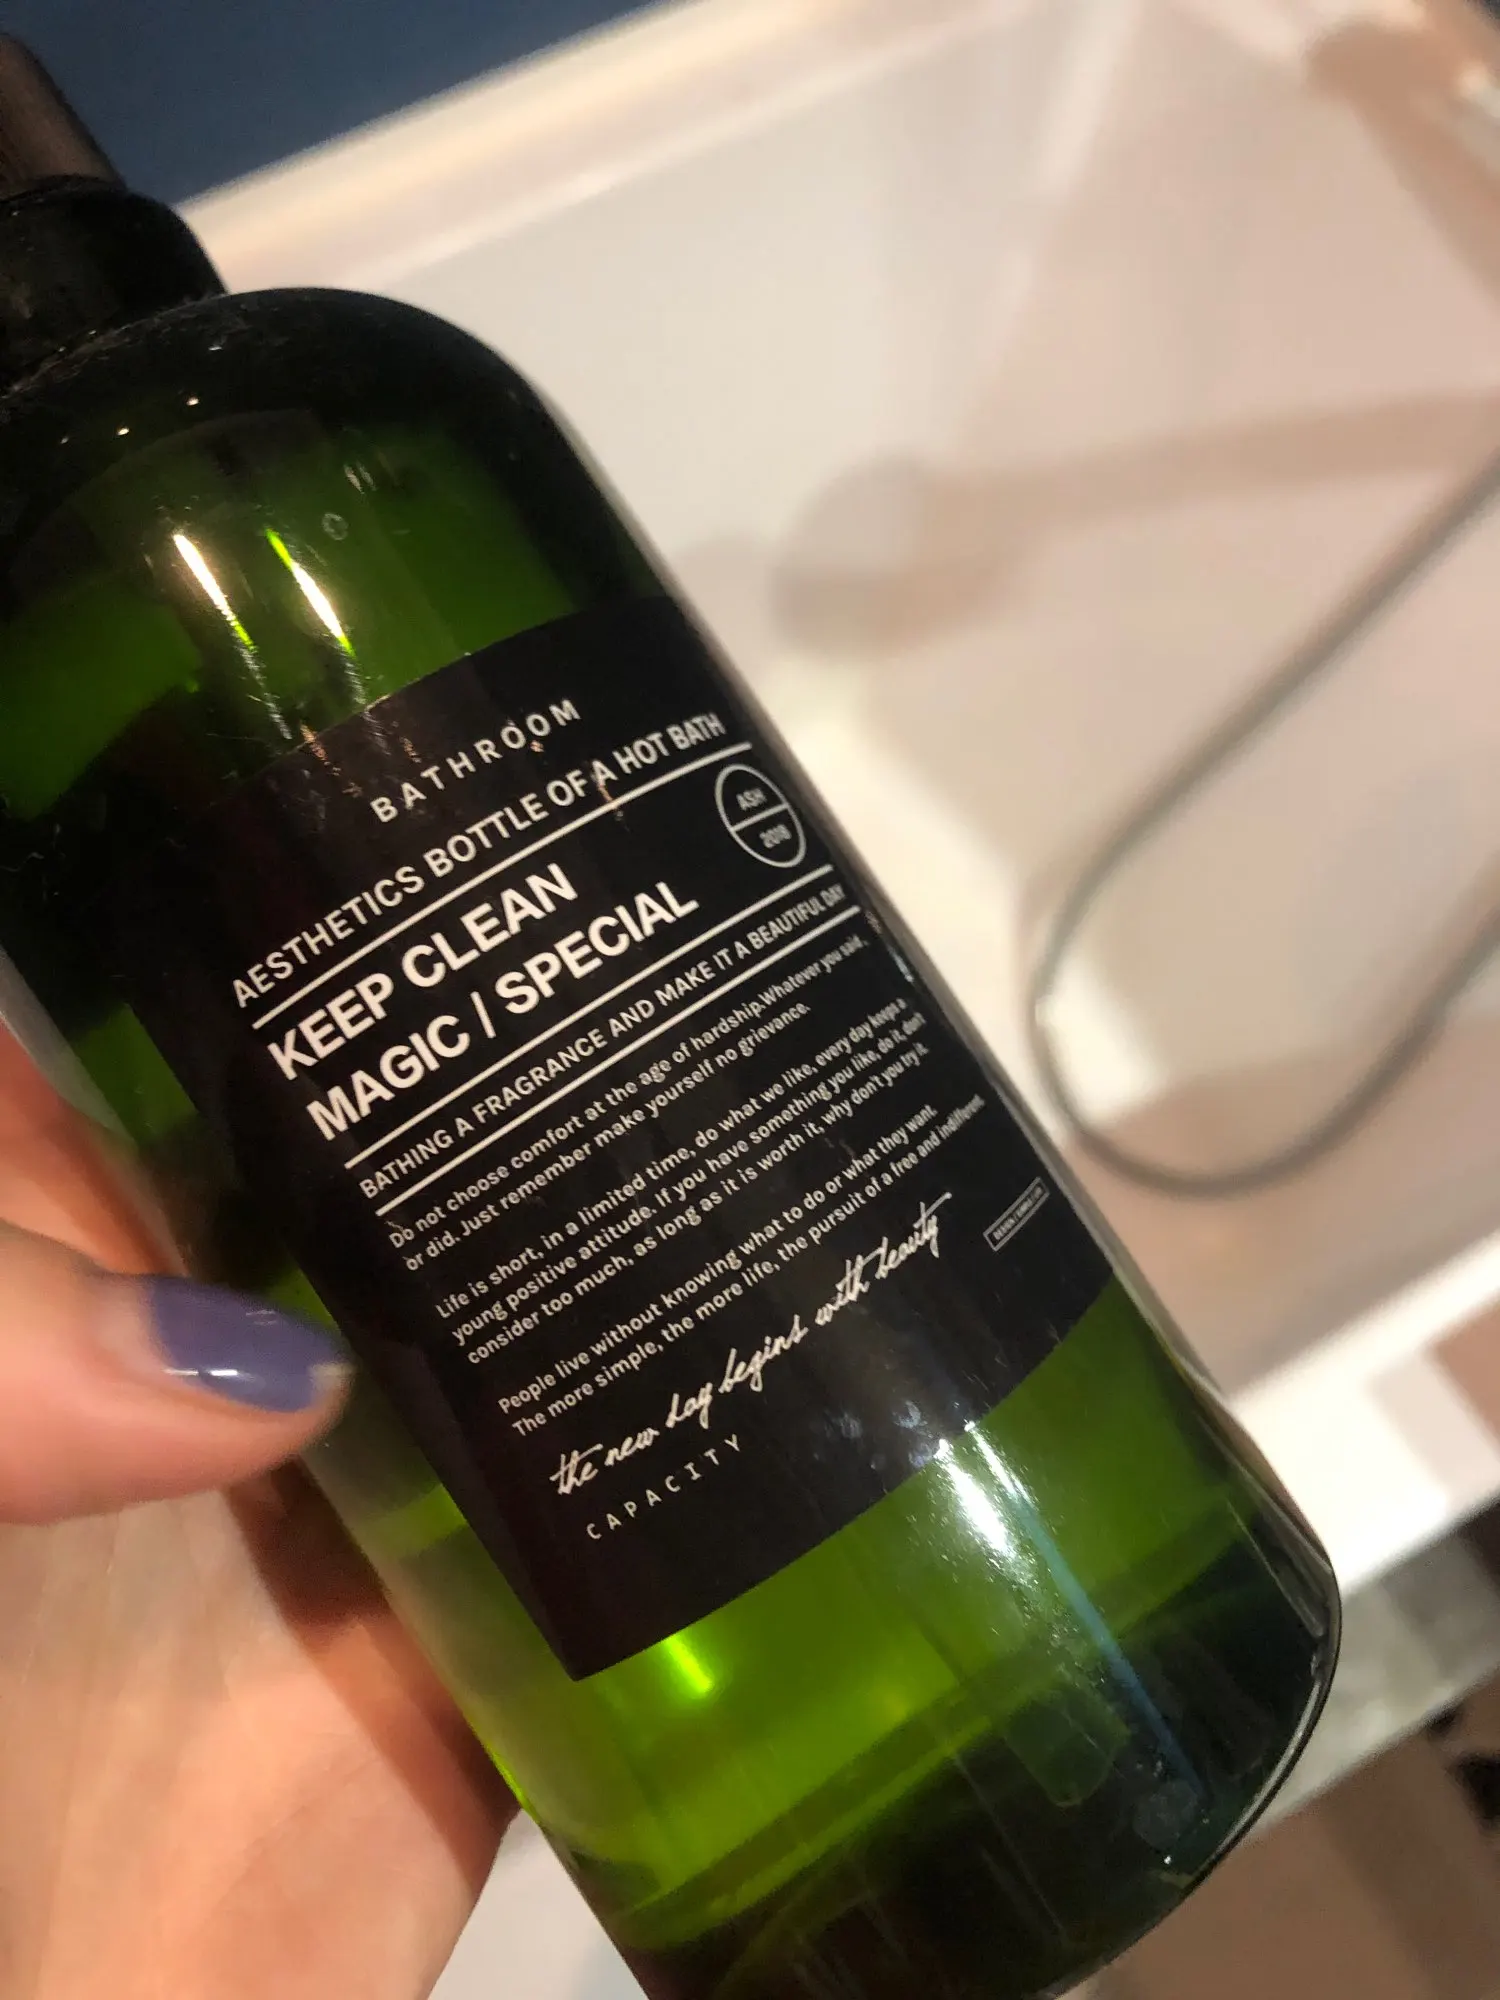 BATHROOM
AESTHETICS BOTTLE OF A HOT BATH
KEEP CLEAN
MAGIC / SPECIAL
ASH
2018
BATHING A FRAGRANCE AND MAKE IT A BEAUTIFUL DAY
Do not choose comfort at the age of hardship.Whatever you said,
or did. Just remember make yourself no grievance.
Life is short, in a limited time, do what we like, every day keeps a
young positive attitude. If you have something you like, do it, don't
consider too much, as long as it is worth it, why don't you try it.
People live without knowing what to do or what they want.
The more simple, the more life, the pursuit of a free and indifferent.
the new day begins with beauty
CAPACITY